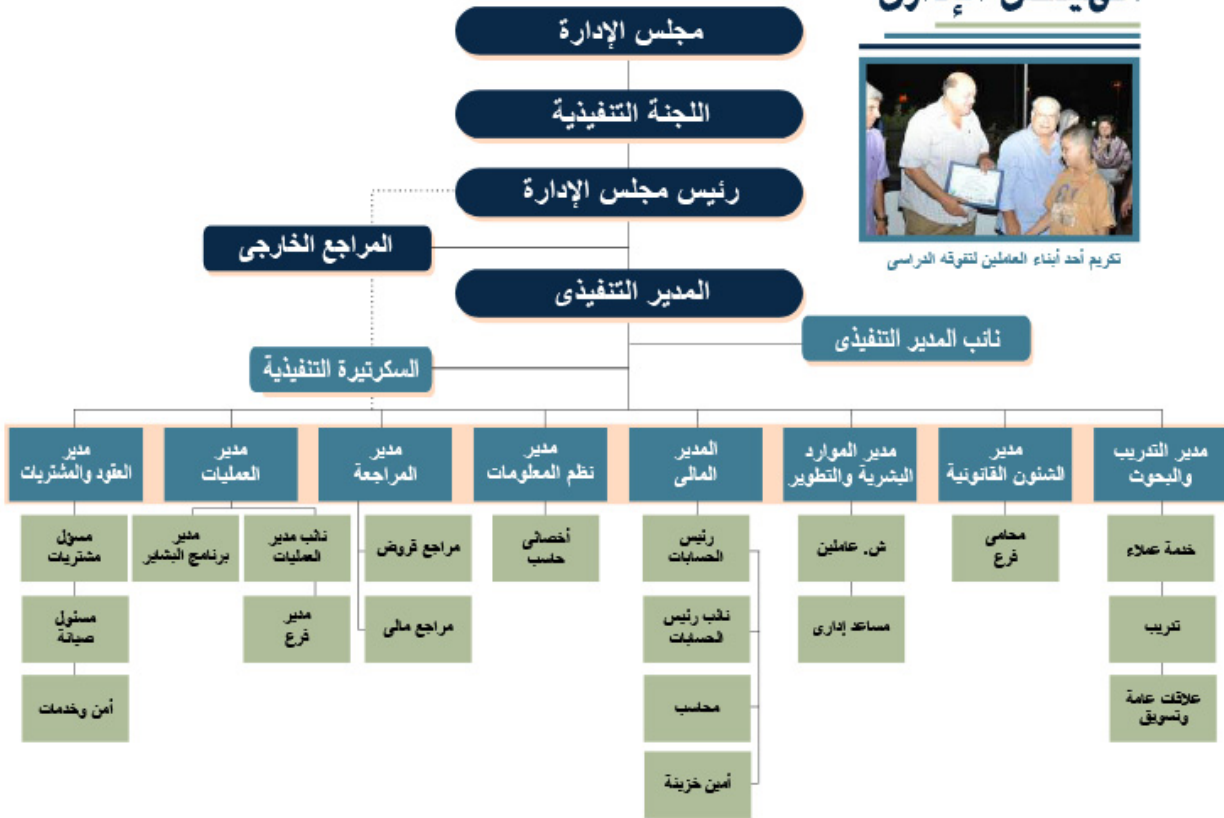 مجلس الإدارة
اللجنة التنفيذية
رئيس مجلس الإدارة
المراجع الخارجى
تكريم أحد أبناء العاملين لتفوقه الدراسى
المدير التنفيذى
نائب المدير التنفيذى
السكرتيرة التنفيذية
مدير التدريب
والبحوث
مدير
الشئون القانونية
مدير الموارد
البشرية والتطوير
المدير
المالى
مدير
نظم المعلومات
مدير
المراجعة
مدير
العمليات
مدير
العقود والمشتريات
خدمة عملاء
تدريب
علاقات عامة
وتسويق
محامى
فرع
ش. عاملين
مساعد إدارى
رئيس
الحسابات
نائب رئيس
الحسابات
محاسب
أمين خزينة
أخصائى
حاسب
مراجع قروض
مراجع مالى
نائب مدير
العمليات
مدير
فرع
مدير
برنامج البشاير
مسؤل
مشتريات
مسئول
صيانة
أمن وخدمات